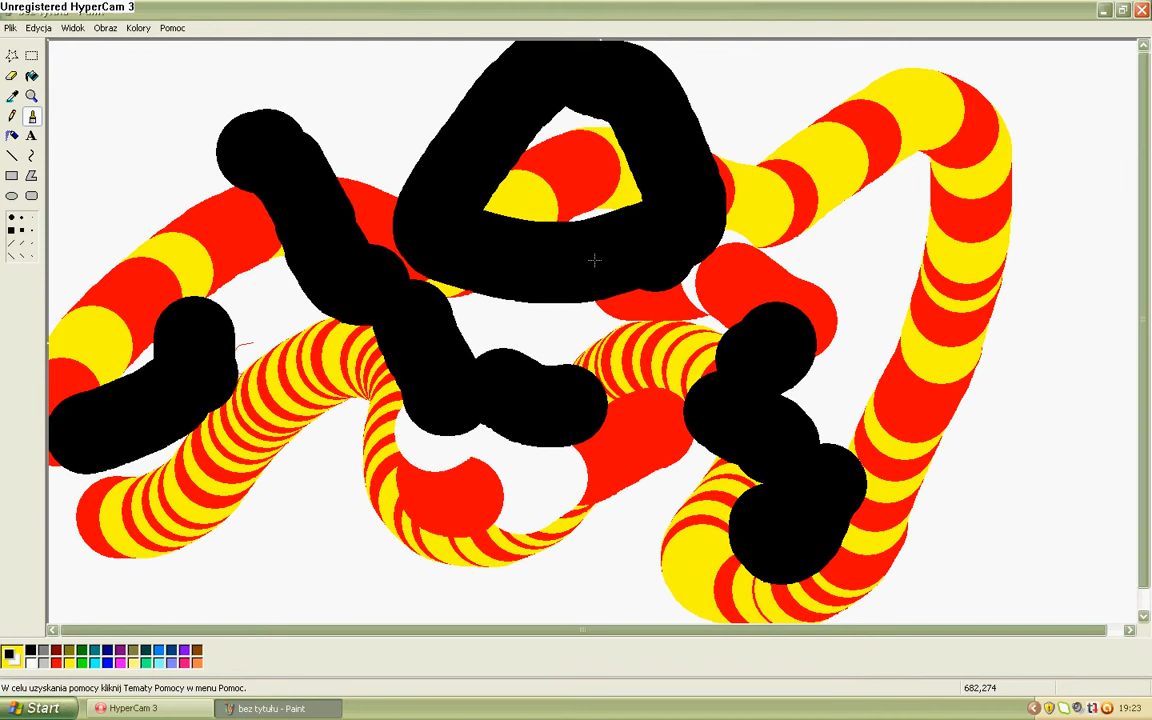 Unregistered HyperCam 3
Plik Edycja Widok Obraz Kolory Pomoc
A
W celu uzyskania pomocy kliknij Tematy Pomocy w menu Pomoc.
682,274
Start
HyperCam 3
bez tytułu - Paint
19:23